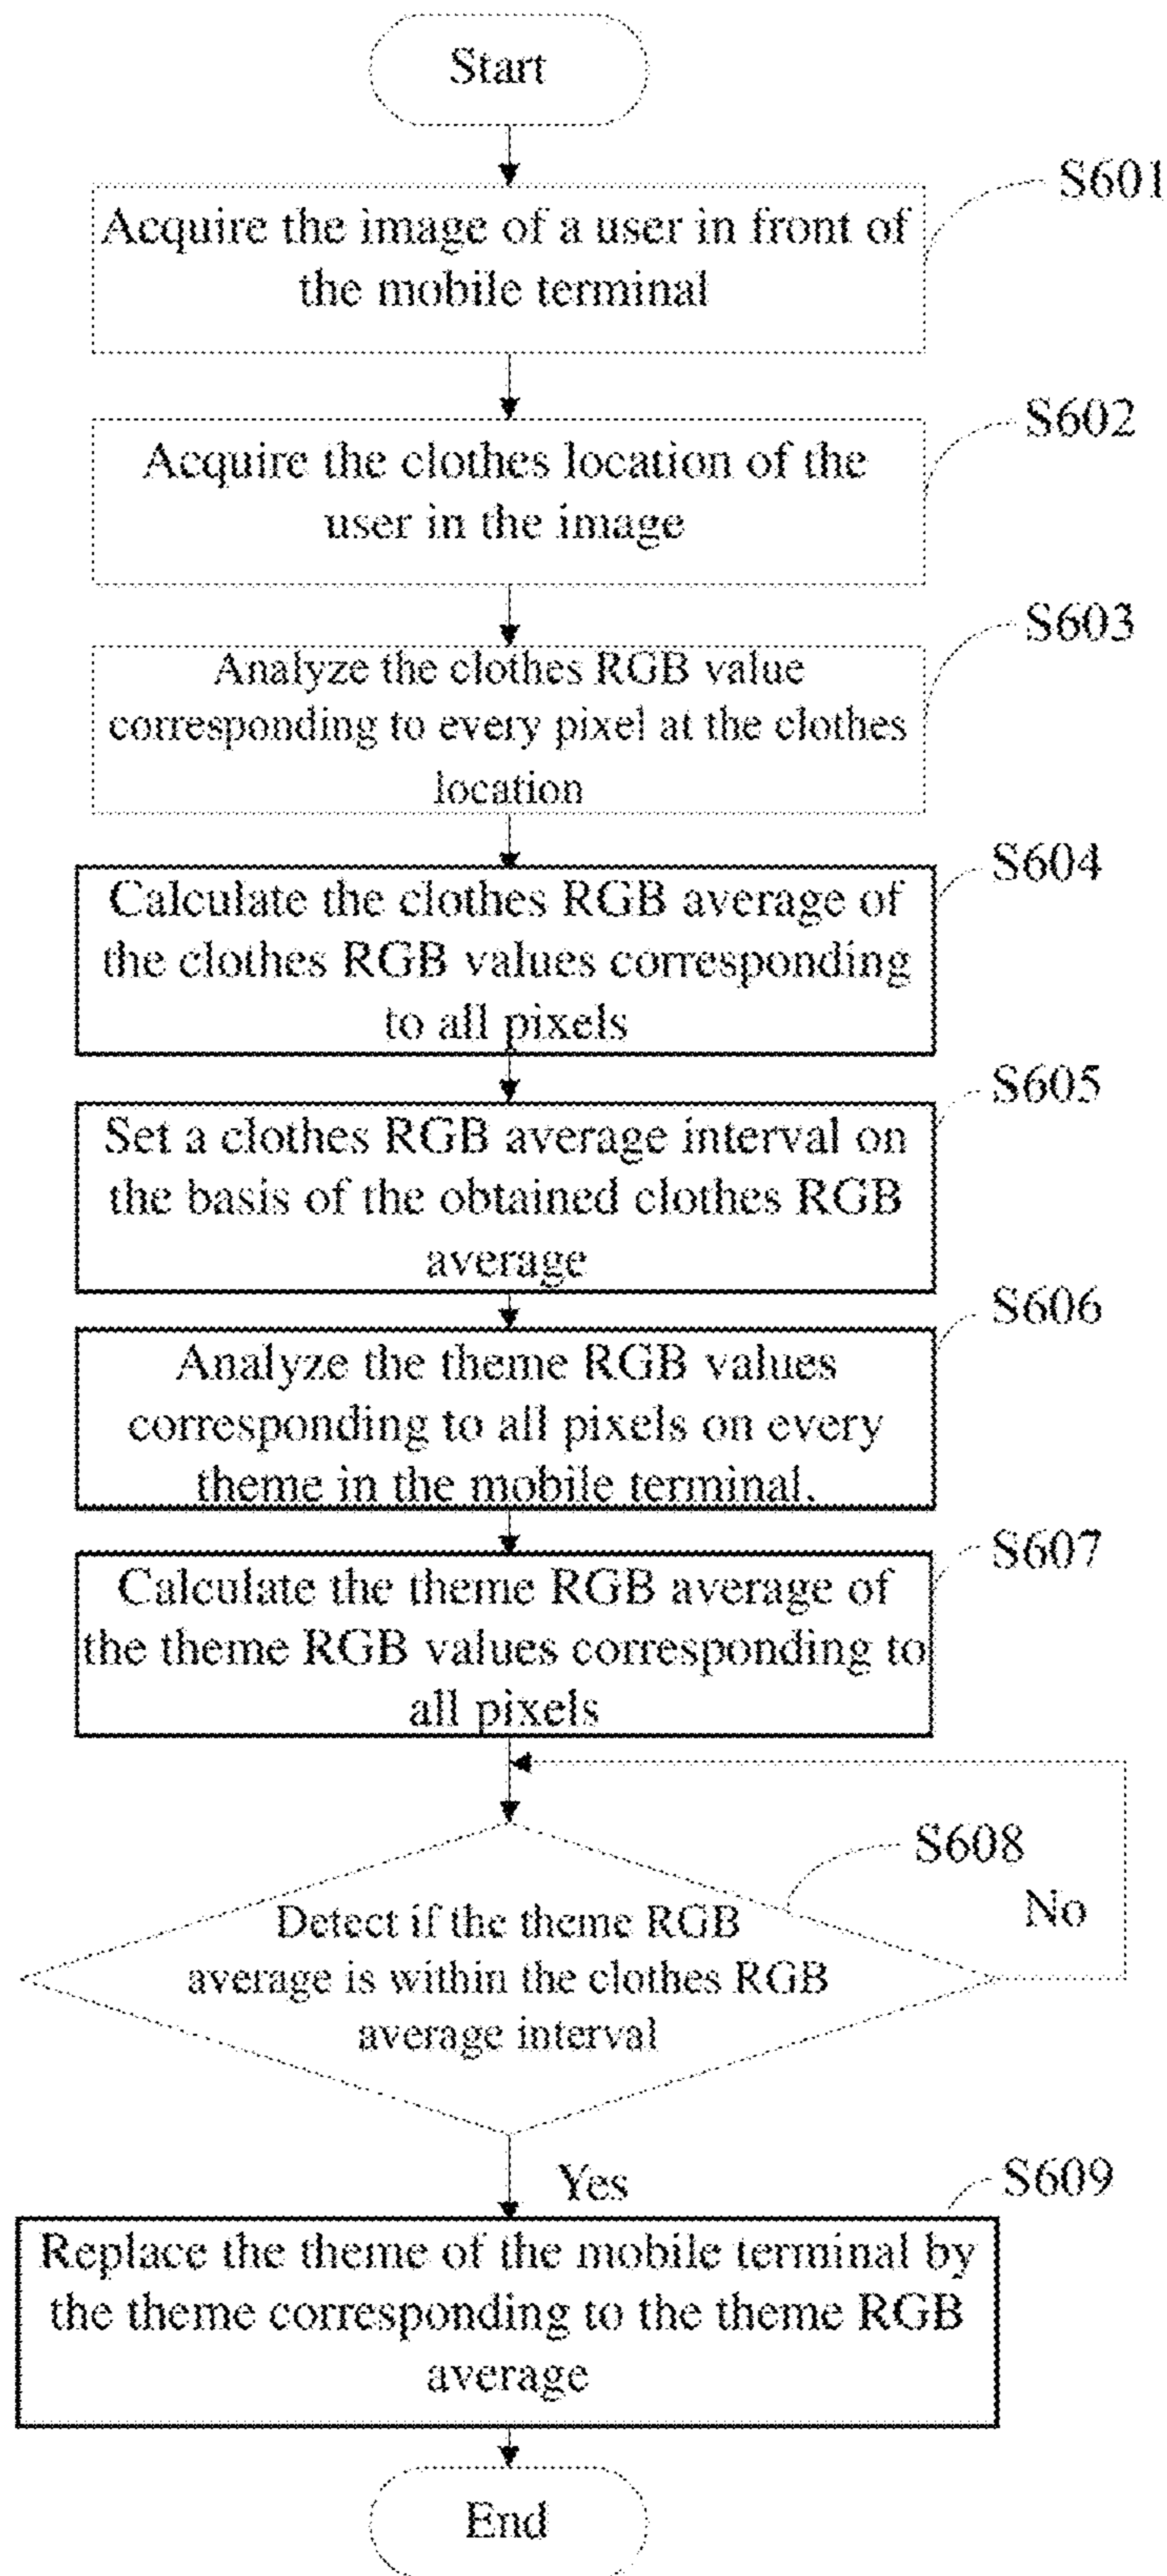 Start
S601
Acquire the image of a user in front of
the mobile terminal
S602
Acquire the clothes location of the
user in the image
S603
Analyze the clothes RGB value
corresponding to every pixel at the clothes
location
S604
Calculate the clothes RGB average of
the clothes RGB values corresponding
to all pixels
S605
Set a clothes RGB average interval on
the basis of the obtained clothes RGB
average
S606
Analyze the theme RGB values
corresponding to all pixels on every
theme in the mobile terminal.
S607
Calculate the theme RGB average of
the theme RGB values corresponding to
all pixels
S608
No
Detect if the theme RGB
average is within the clothes RGB
average interval
Yes
S609
Replace the theme of the mobile terminal by
the theme corresponding to the theme RGB
average
End